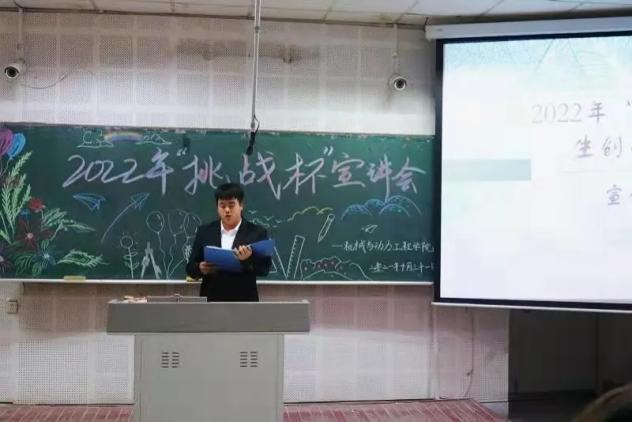 2022年"挑战杯"宣讲会
—机械与动力工程学院
二零二一年十月二十一日
2022年"
生创
宣